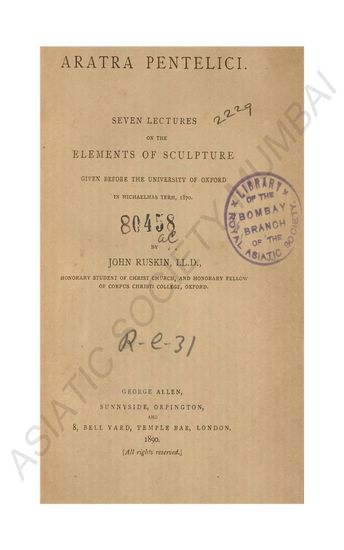 ARATRA PENTELICI.
2229
SEVEN LECTURES
ON THE
ELEMENTS OF SCULPTURE
GIVEN BEFORE THE UNIVERSITY OF OXFORD
IN MICHAELMAS TERM, 1870.
LIBRARY
OF THE
BOMBAY
BRANCH
OF THE
ROYAL ASIATIC SOCIETY
80458
ac
BY
JOHN RUSKIN, LL.D.,
HONORARY STUDENT OF CHRIST CHURCH, AND HONORARY FELLOW
OF CORPUS CHRISTI COLLEGE, OXFORD.
R-e-31
GEORGE ALLEN,
SUNNYSIDE, ORPINGTON,
AND
8, BELL YARD, TEMPLE BAR, LONDON.
1890.
[All rights reserved.]
ASIATIC SOCIETY MUMBAI